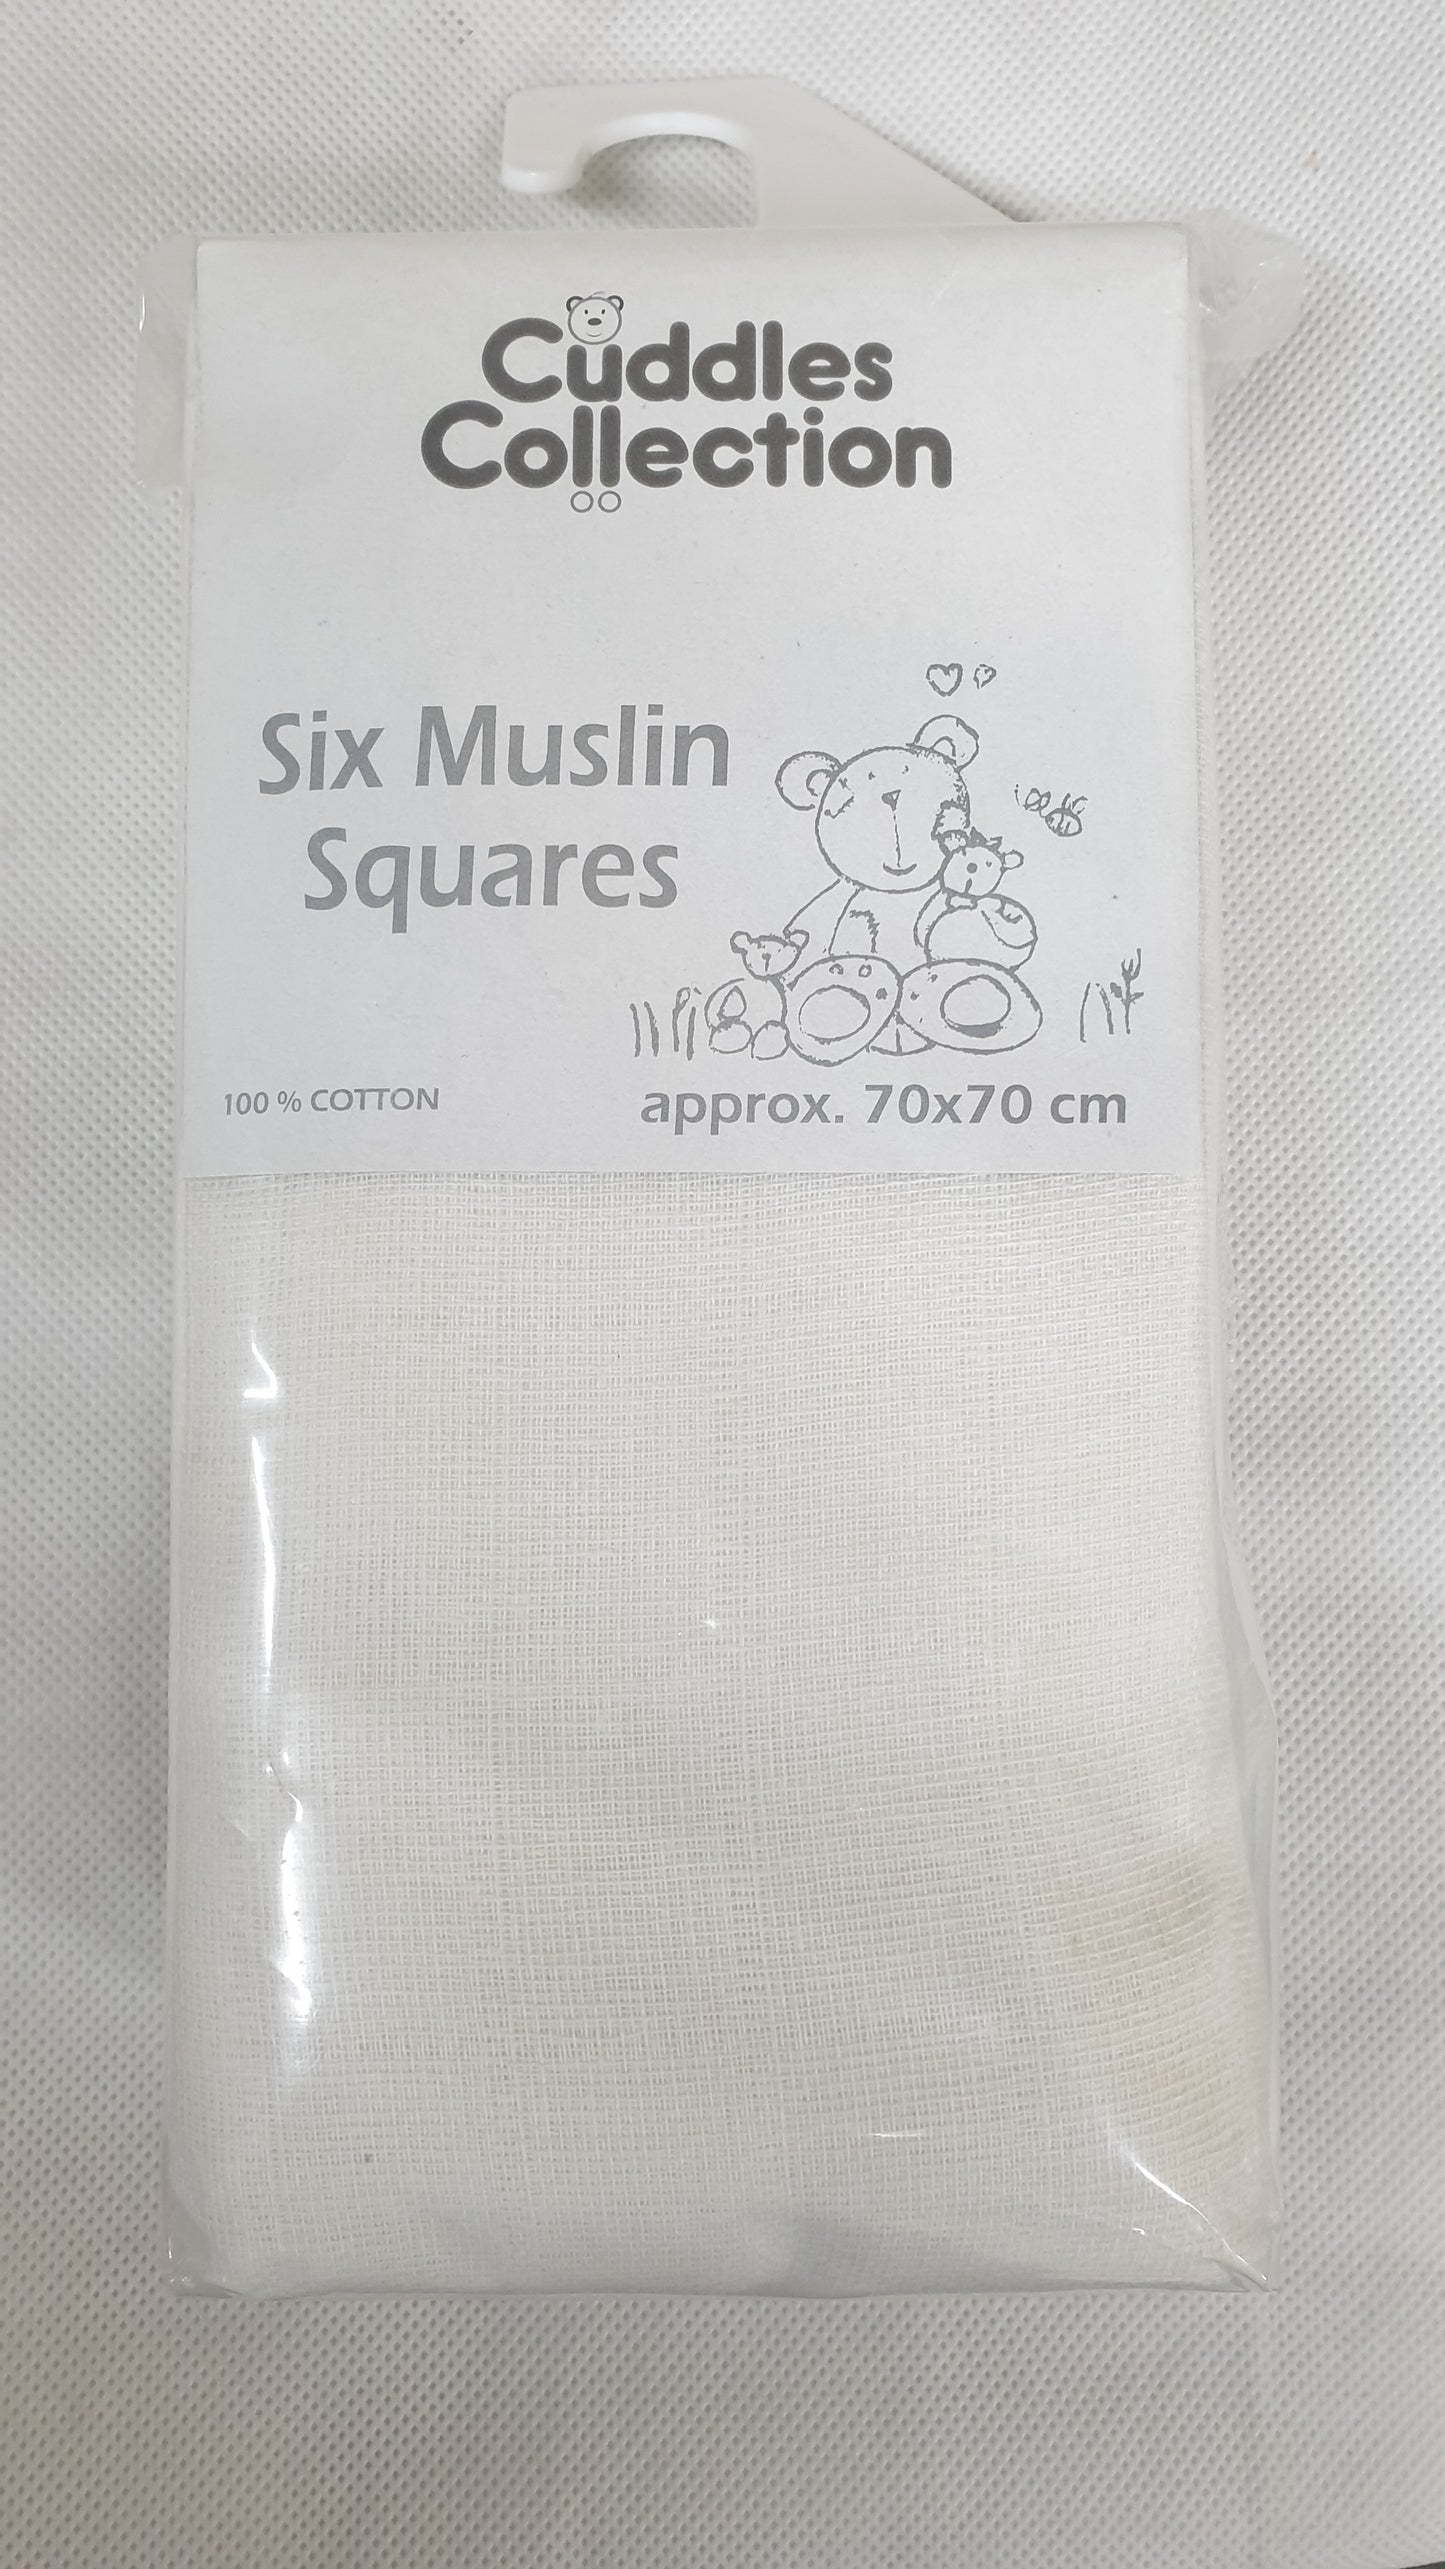 Cuddles
Collection
Six Muslin
Squares
100 % COTTON
approx. 70x70 cm